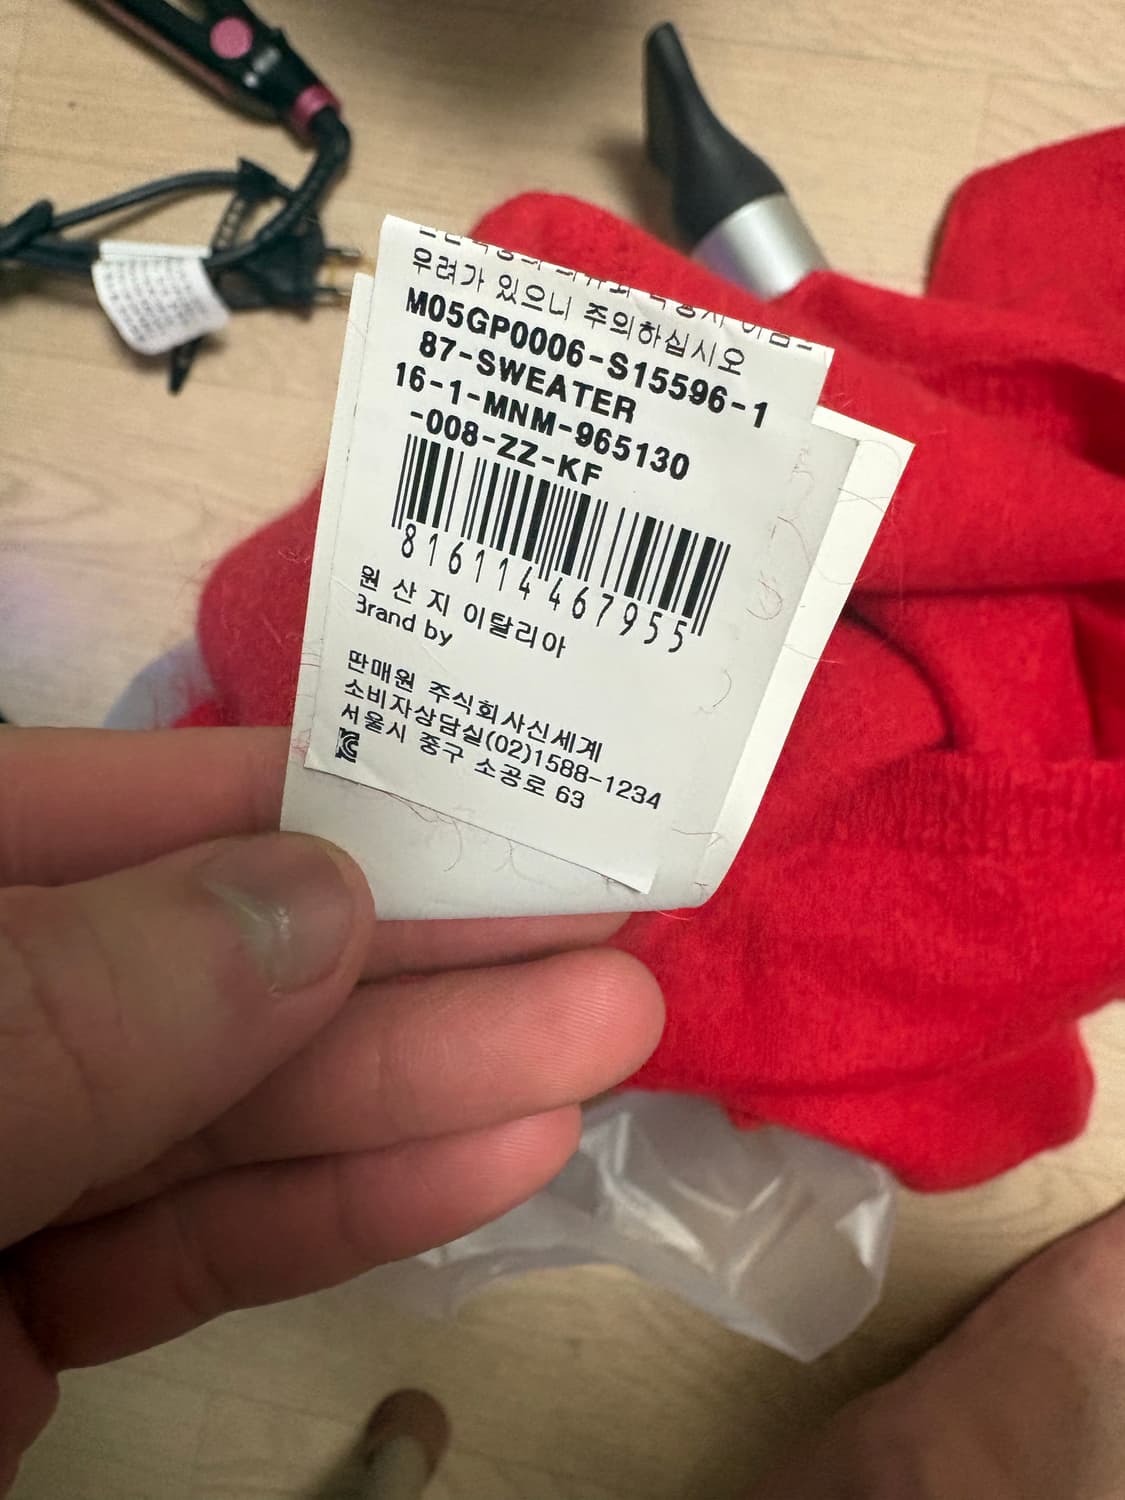 우려가 있으니 주의하십시오
M05GP0006-S15596-1
87-SWEATER
16-1-MNM-965130
-008-ZZ-KF
816114467955
원 산 지 이탈리아
Brand by
판매원 주식회사신세계
소비자상담실(02)1588-1234
서울시 중구 소공로 63